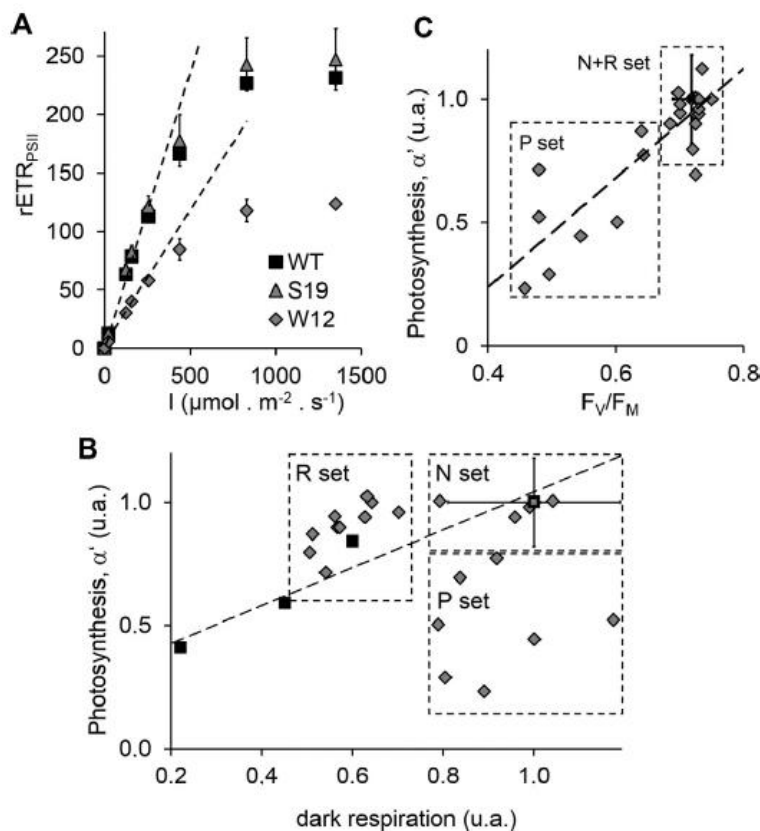 A
250
200
150
100
50
0
rETR_PSII
WT
S19
W12
0
500
1000
1500
I (µmol . m⁻² . s⁻¹)
C
N+R set
P set
1.0
0.5
0
Photosynthesis, α' (u.a.)
0.4
0.6
0.8
F_V/F_M
B
R set
N set
P set
1.0
0.5
0.0
Photosynthesis, α' (u.a.)
0.2
0.4
0.6
0.8
1.0
dark respiration (u.a.)